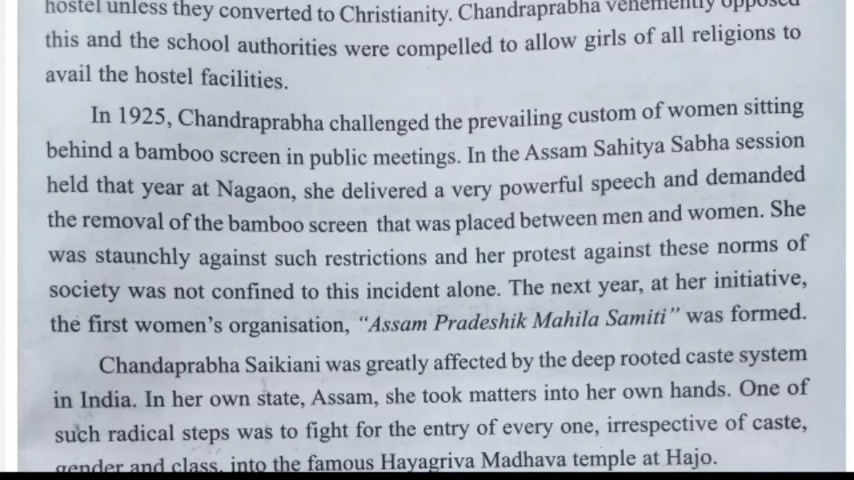 hostel unless they converted to Christianity. Chandraprabha vehemently opposed
this and the school authorities were compelled to allow girls of all religions to
avail the hostel facilities.
In 1925, Chandraprabha challenged the prevailing custom of women sitting
behind a bamboo screen in public meetings. In the Assam Sahitya Sabha session
held that year at Nagaon, she delivered a very powerful speech and demanded
the removal of the bamboo screen that was placed between men and women. She
was staunchly against such restrictions and her protest against these norms of
society was not confined to this incident alone. The next year, at her initiative,
the first women's organisation, "Assam Pradeshik Mahila Samiti" was formed.
Chandaprabha Saikiani was greatly affected by the deep rooted caste system
in India. In her own state, Assam, she took matters into her own hands. One of
such radical steps was to fight for the entry of every one, irrespective of caste,
gender and class, into the famous Hayagriva Madhava temple at Hajo.